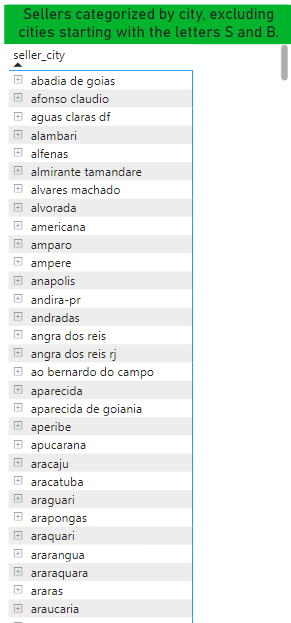 Sellers categorized by city, excluding
cities starting with the letters S and B.
seller_city
abadia de goias
afonso claudio
aguas claras df
alambari
alfenas
almirante tamandare
alvares machado
alvorada
americana
amparo
ampere
anapolis
andira-pr
andradas
angra dos reis
angra dos reis rj
ao bernardo do campo
aparecida
aparecida de goiania
aperibe
apucarana
aracaju
aracatuba
araguari
arapongas
araquari
ararangua
araraquara
araras
araucaria